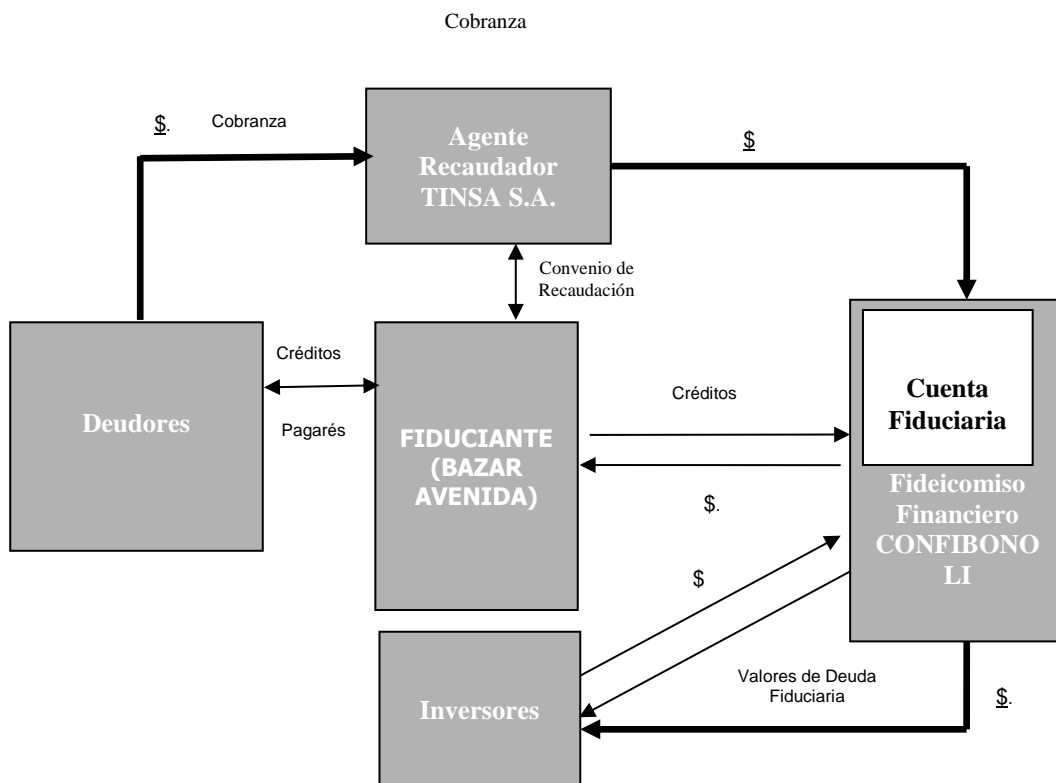 Cobranza
$.
Cobranza
Agente
Recaudador
TINSA S.A.
$
Convenio de
Recaudación
Deudores
Créditos
Pagarés
FIDUCIANTE
(BAZAR
AVENIDA)
Créditos
$.
Cuenta
Fiduciaria
Fideicomiso
Financiero
CONFIBONO
LI
$
Inversores
Valores de Deuda
Fiduciaria
$.